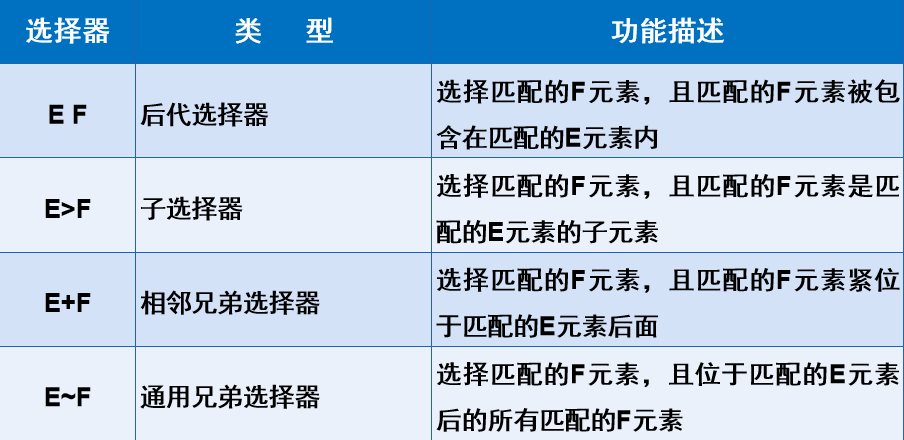 选择器 类 型 功能描述
E F 后代选择器 选择匹配的F元素，且匹配的F元素被包
含在匹配的E元素内
E>F 子选择器 选择匹配的F元素，且匹配的F元素是匹
配的E元素的子元素
E+F 相邻兄弟选择器 选择匹配的F元素，且匹配的F元素紧位
于匹配的E元素后面
E~F 通用兄弟选择器 选择匹配的F元素，且位于匹配的E元素
后的所有匹配的F元素